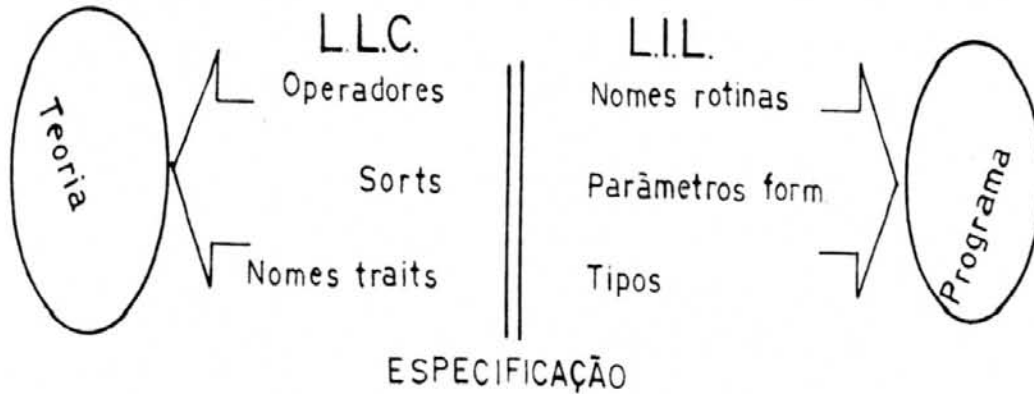 L.L.C.
L.I.L.
Teoria
Operadores
Sorts
Nomes traits
Nomes rotinas
Parâmetros form.
Tipos
Programa
ESPECIFICAÇÃO